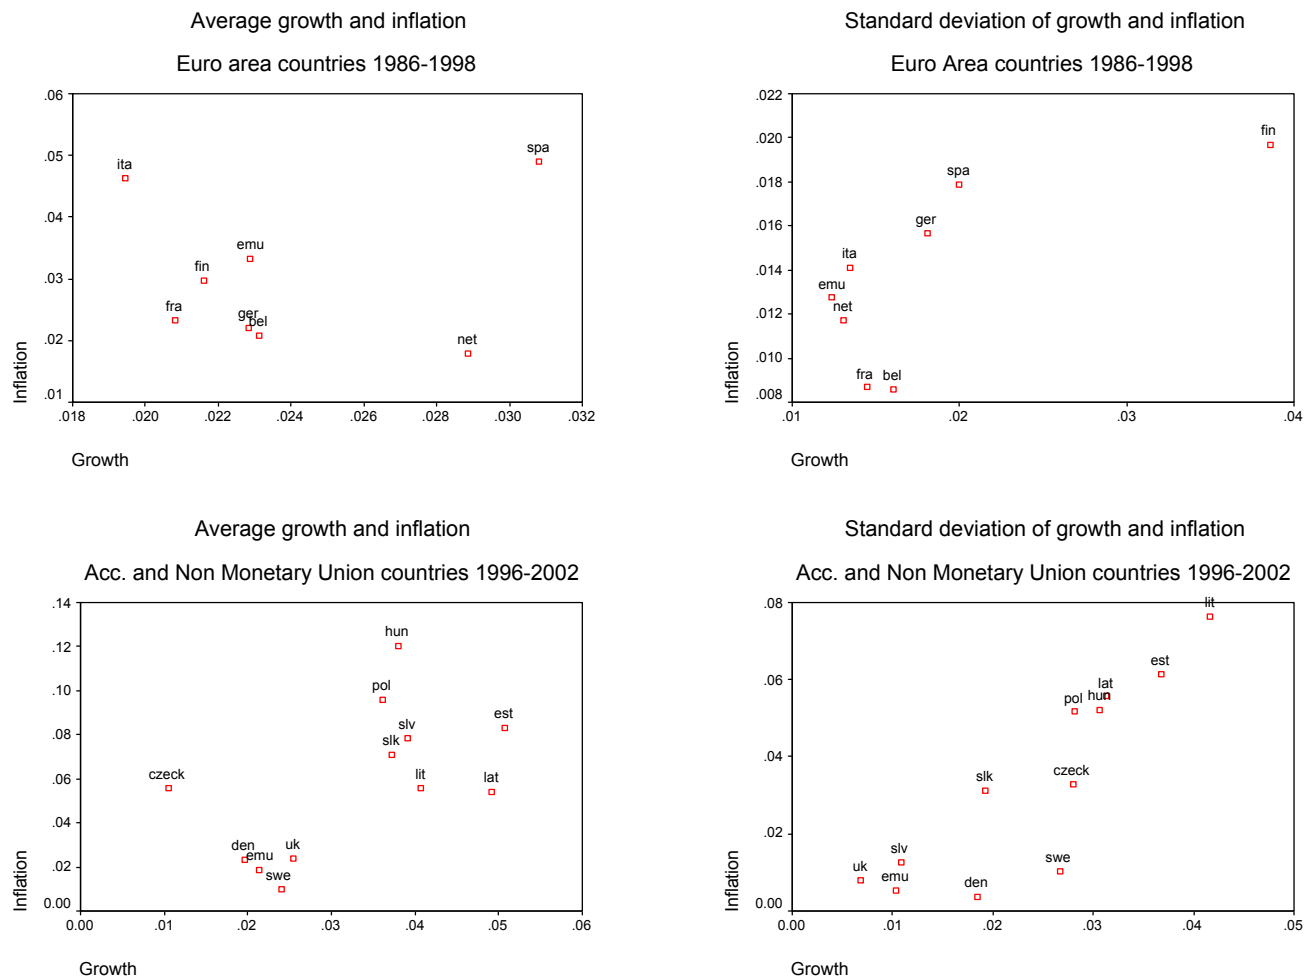 Average growth and inflation
Euro area countries 1986-1998
.06
.05
.04
.03
.02
.01
Inflation
ita
spa
emu
fin
fra
ger
bel
net
.018
.020
.022
.024
.026
.028
.030
.032
Growth
Standard deviation of growth and inflation
Euro Area countries 1986-1998
.022
.020
.018
.016
.014
.012
.010
.008
Inflation
fin
spa
ger
ita
emu
net
fra
bel
.01
.02
.03
.04
Growth
Average growth and inflation
Acc. and Non Monetary Union countries 1996-2002
.14
.12
.10
.08
.06
.04
.02
0.00
Inflation
hun
pol
est
slv
slk
czeck
lit
lat
den
uk
emu
swe
0.00
.01
.02
.03
.04
.05
.06
Growth
Standard deviation of growth and inflation
Acc. and Non Monetary Union countries 1996-2002
.08
.06
.04
.02
0.00
Inflation
lit
est
lat
hun
pol
czeck
slk
slv
swe
uk
emu
den
0.00
.01
.02
.03
.04
.05
Growth